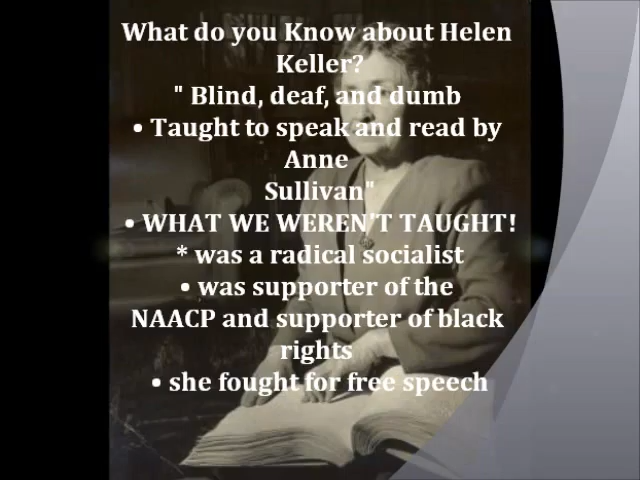 What do you Know about Helen
Keller?
" Blind, deaf, and dumb
• Taught to speak and read by
Anne
Sullivan"
• WHAT WE WEREN'T TAUGHT!
* was a radical socialist
• was supporter of the
NAACP and supporter of black
rights
• she fought for free speech